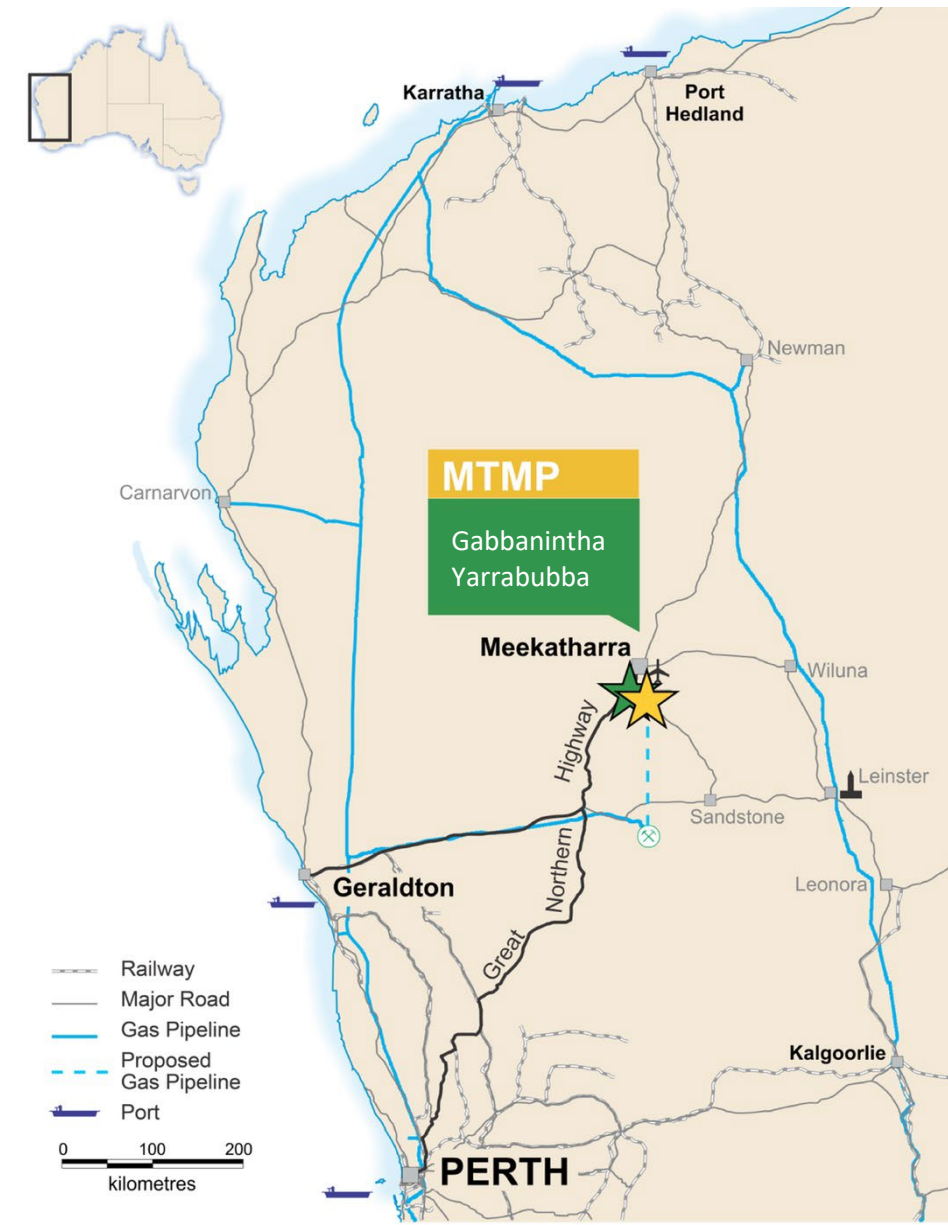 Karratha
Port
Hedland
Newman
MTMP
Gabbanintha
Yarrabubba
Carnarvon
Meekatharra
Wiluna
Highway
Leinster
Sandstone
Northern
Geraldton
Leonora
Great
Railway
Major Road
Gas Pipeline
Proposed
Gas Pipeline
Port
Kalgoorlie
0 100 200
kilometres
PERTH